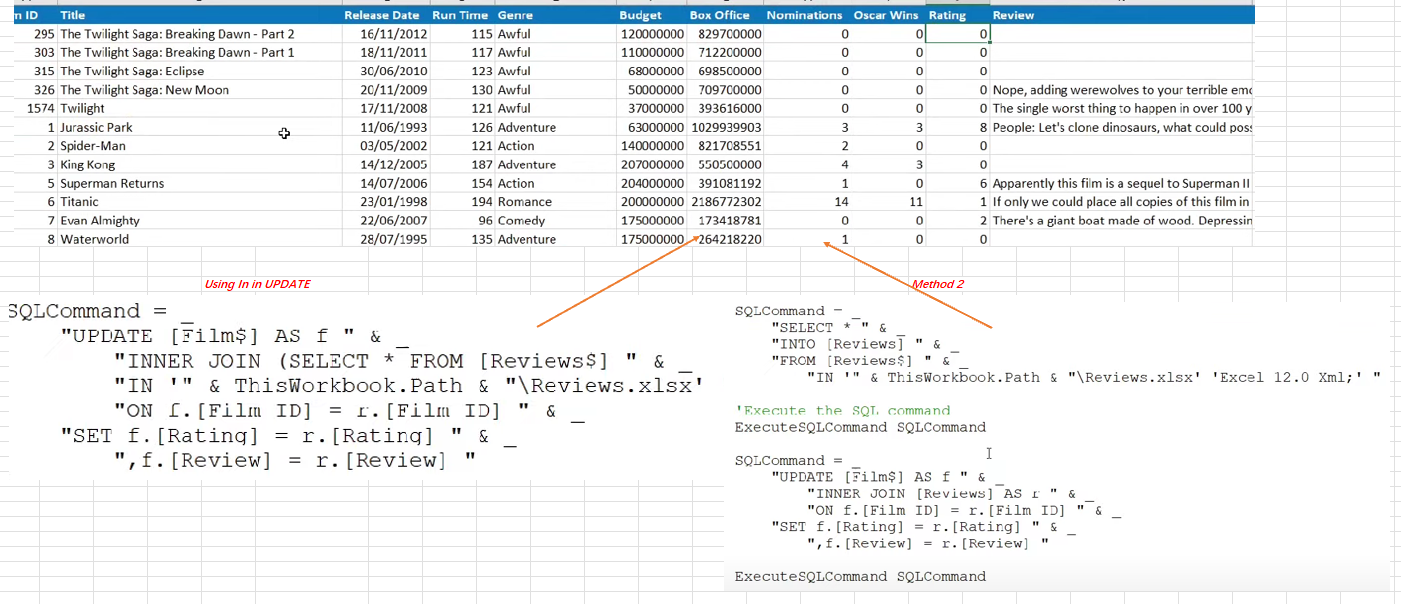 n ID Title Release Date Run Time Genre Budget Box Office Nominations Oscar Wins Rating Review
295 The Twilight Saga: Breaking Dawn - Part 2 16/11/2012 115 Awful 120000000 829700000 0 0 0
303 The Twilight Saga: Breaking Dawn - Part 1 18/11/2011 117 Awful 110000000 712200000 0 0 0
315 The Twilight Saga: Eclipse 30/06/2010 123 Awful 68000000 698500000 0 0 0
326 The Twilight Saga: New Moon 20/11/2009 130 Awful 50000000 709700000 0 0 0 Nope, adding werewolves to your terrible emo
1574 Twilight 17/11/2008 121 Awful 37000000 393616000 0 0 0 The single worst thing to happen in over 100 y
1 Jurassic Park 11/06/1993 126 Adventure 63000000 1029939903 3 3 8 People: Let's clone dinosaurs, what could poss
2 Spider-Man 03/05/2002 121 Action 140000000 821708551 2 0 0
3 King Kong 14/12/2005 187 Adventure 207000000 550500000 4 3 0
5 Superman Returns 14/07/2006 154 Action 204000000 391081192 1 0 6 Apparently this film is a sequel to Superman II
6 Titanic 23/01/1998 194 Romance 200000000 2186772302 14 11 1 If only we could place all copies of this film in
7 Evan Almighty 22/06/2007 96 Comedy 175000000 173418781 0 0 2 There's a giant boat made of wood. Depressin
8 Waterworld 28/07/1995 135 Adventure 175000000 264218220 1 0 0
Using In in UPDATE
SQLCommand = _
"UPDATE [Film$] AS f " & _
"INNER JOIN (SELECT * FROM [Reviews$] " & _
"IN '" & ThisWorkbook.Path & "\Reviews.xlsx'
"ON f.[Film ID] = r.[Film ID] " & _
"SET f.[Rating] = r.[Rating] " & _
",f.[Review] = r.[Review] "
Method 2
SQLCommand = _
"SELECT * " & _
"INTO [Reviews] " & _
"FROM [Reviews$] " & _
"IN '" & ThisWorkbook.Path & "\Reviews.xlsx' 'Excel 12.0 Xml;' "
'Execute the SQL command
ExecuteSQLCommand SQLCommand
SQLCommand = _
"UPDATE [Film$] AS f " & _
"INNER JOIN [Reviews] AS r " & _
"ON f.[Film ID] = r.[Film ID] " & _
"SET f.[Rating] = r.[Rating] " & _
",f.[Review] = r.[Review] "
ExecuteSQLCommand SQLCommand